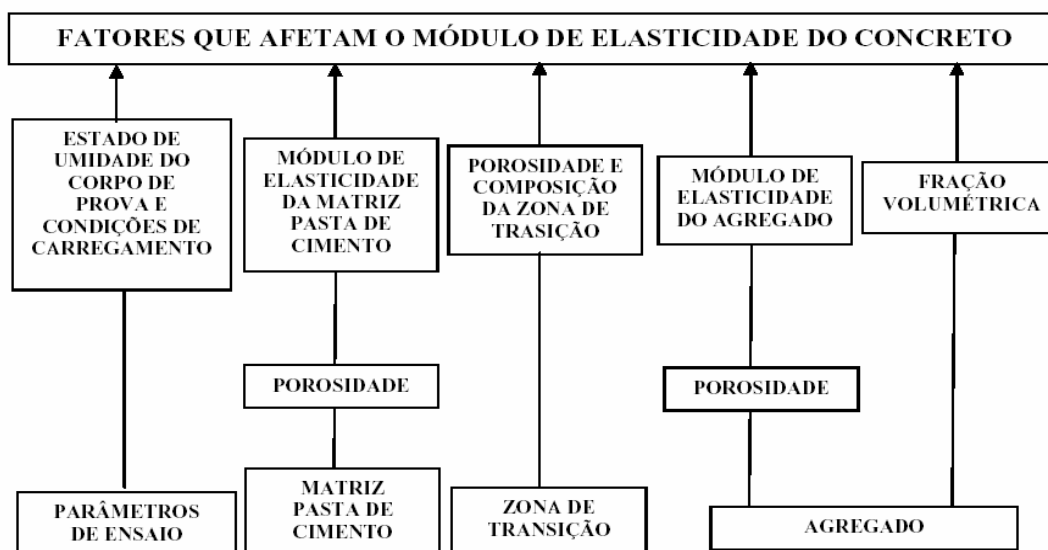 FATORES QUE AFETAM O MÓDULO DE ELASTICIDADE DO CONCRETO
ESTADO DE
UMIDADE DO
CORPO DE
PROVA E
CONDIÇÕES DE
CARREGAMENTO
MÓDULO DE
ELASTICIDADE
DA MATRIZ
PASTA DE
CIMENTO
POROSIDADE E
COMPOSIÇÃO
DA ZONA DE
TRASIÇÃO
MÓDULO DE
ELASTICIDADE
DO AGREGADO
FRAÇÃO
VOLUMÉTRICA
POROSIDADE
POROSIDADE
PARÂMETROS
DE ENSAIO
MATRIZ
PASTA DE
CIMENTO
ZONA DE
TRANSIÇÃO
AGREGADO